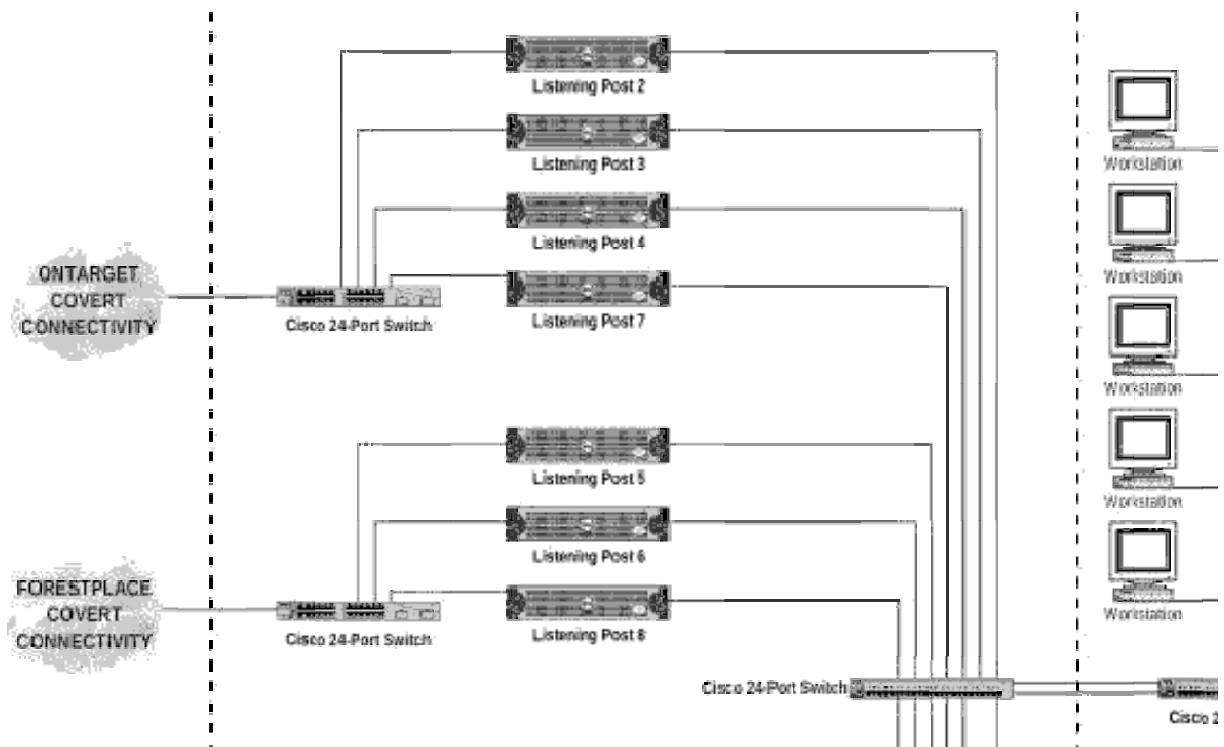 Listening Post 2
Listening Post 3
Workstation
Listening Post 4
Workstation
ONTARGET
COVERT
CONNECTIVITY
Cisco 24-Port Switch
Listening Post 7
Workstation
Listening Post 5
Workstation
Listening Post 6
FORESTPLACE
COVERT
CONNECTIVITY
Cisco 24-Port Switch
Listening Post 8
Workstation
Cisco 24-Port Switch
Cisco 2